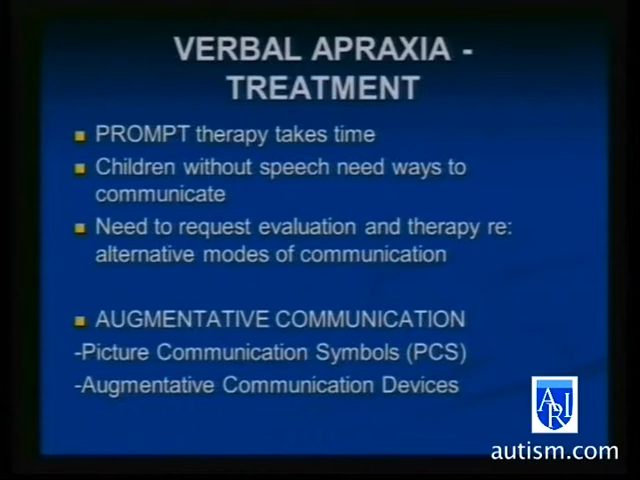 VERBAL APRAXIA -
TREATMENT
PROMPT therapy takes time
Children without speech need ways to
communicate
Need to request evaluation and therapy re:
alternative modes of communication
AUGMENTATIVE COMMUNICATION
-Picture Communication Symbols (PCS)
-Augmentative Communication Devices
ARI
autism.com